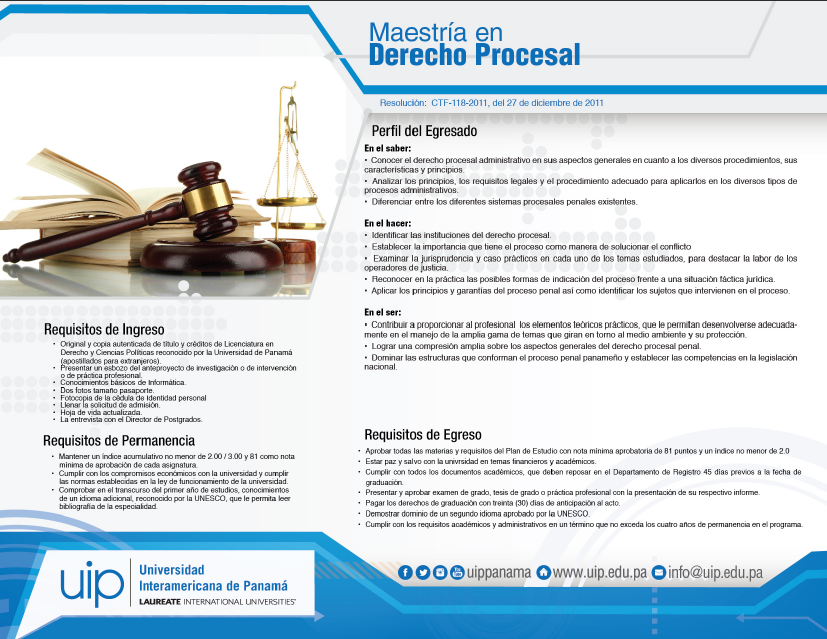 Maestría en
Derecho Procesal
Resolución: CTF-118-2011, del 27 de diciembre de 2011
Perfil del Egresado
En el saber:
• Conocer el derecho procesal administrativo en sus aspectos generales en cuanto a los diversos procedimientos, sus
características y principios.
• Analizar los principios, los requisitos legales y el procedimiento adecuado para aplicarlos en los diversos tipos de
procesos administrativos.
• Diferenciar entre los diferentes sistemas procesales penales existentes.
En el hacer:
• Identificar las instituciones del derecho procesal.
• Establecer la importancia que tiene el proceso como manera de solucionar el conflicto
• Examinar la jurisprudencia y caso prácticos en cada uno de los temas estudiados, para destacar la labor de los
operadores de justicia.
• Reconocer en la práctica las posibles formas de indicación del proceso frente a una situación fáctica jurídica.
• Aplicar los principios y garantías del proceso penal así como identificar los sujetos que intervienen en el proceso.
En el ser:
• Contribuir a proporcionar al profesional los elementos teóricos prácticos, que le permitan desenvolverse adecuada-
mente en el manejo de la amplia gama de temas que giran en torno al medio ambiente y su protección.
• Lograr una compresión amplia sobre los aspectos generales del derecho procesal penal.
• Dominar las estructuras que conforman el proceso penal panameño y establecer las competencias en la legislación
nacional.
Requisitos de Ingreso
• Original y copia autenticada de título y créditos de Licenciatura en
Derecho y Ciencias Políticas reconocido por la Universidad de Panamá
(apostillados para extranjeros).
• Presentar un esbozo del anteproyecto de investigación o de intervención
o de práctica profesional.
• Conocimientos básicos de Informática.
• Dos fotos tamaño pasaporte.
• Fotocopia de la cédula de identidad personal
• Llenar la solicitud de admisión.
• Hoja de vida actualizada.
• La entrevista con el Director de Postgrados.
Requisitos de Permanencia
• Mantener un índice acumulativo no menor de 2.00 / 3.00 y 81 como nota
mínima de aprobación de cada asignatura.
• Cumplir con los compromisos económicos con la universidad y cumplir
las normas establecidas en la ley de funcionamiento de la universidad.
• Comprobar en el transcurso del primer año de estudios, conocimientos
de un idioma adicional, reconocido por la UNESCO, que le permita leer
bibliografía de la especialidad.
Requisitos de Egreso
• Aprobar todas las materias y requisitos del Plan de Estudio con nota mínima aprobatoria de 81 puntos y un índice no menor de 2.0
• Estar paz y salvo con la univrsidad en temas financieros y académicos.
• Cumplir con todos los documentos académicos, que deben reposar en el Departamento de Registro 45 días previos a la fecha de
graduación.
• Presentar y aprobar examen de grado, tesis de grado o práctica profesional con la presentación de su respectivo informe.
• Pagar los derechos de graduación con treinta (30) días de anticipación al acto.
• Demostrar dominio de un segundo idioma aprobado por la UNESCO.
• Cumplir con los requisitos académicos y administrativos en un término que no exceda los cuatro años de permanencia en el programa.
uip
Universidad
Interamericana de Panamá
LAUREATE INTERNATIONAL UNIVERSITIES®
uippanama www.uip.edu.pa info@uip.edu.pa